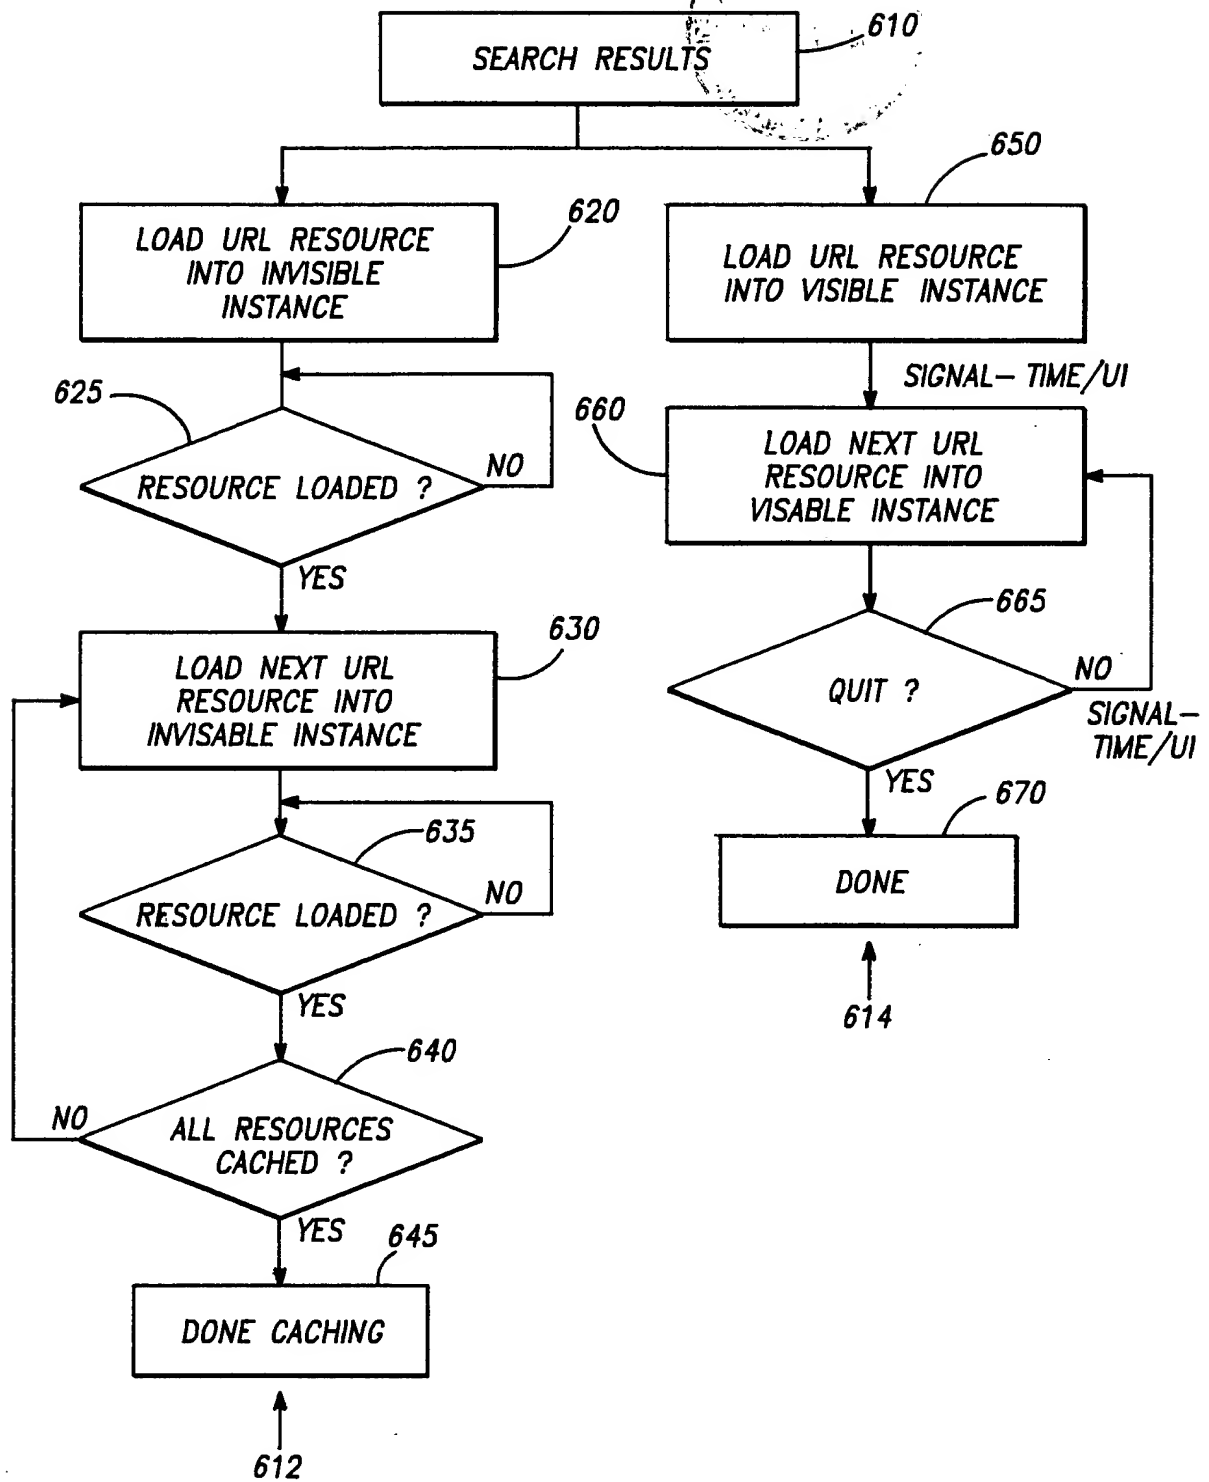 610
SEARCH RESULTS
620
LOAD URL RESOURCE
INTO INVISIBLE
INSTANCE
625
RESOURCE LOADED ?
NO
YES
630
LOAD NEXT URL
RESOURCE INTO
INVISABLE INSTANCE
635
RESOURCE LOADED ?
NO
YES
640
ALL RESOURCES
CACHED ?
NO
YES
645
DONE CACHING
612
650
LOAD URL RESOURCE
INTO VISIBLE INSTANCE
SIGNAL- TIME/UI
660
LOAD NEXT URL
RESOURCE INTO
VISABLE INSTANCE
665
QUIT ?
NO
SIGNAL-
TIME/UI
YES
670
DONE
614